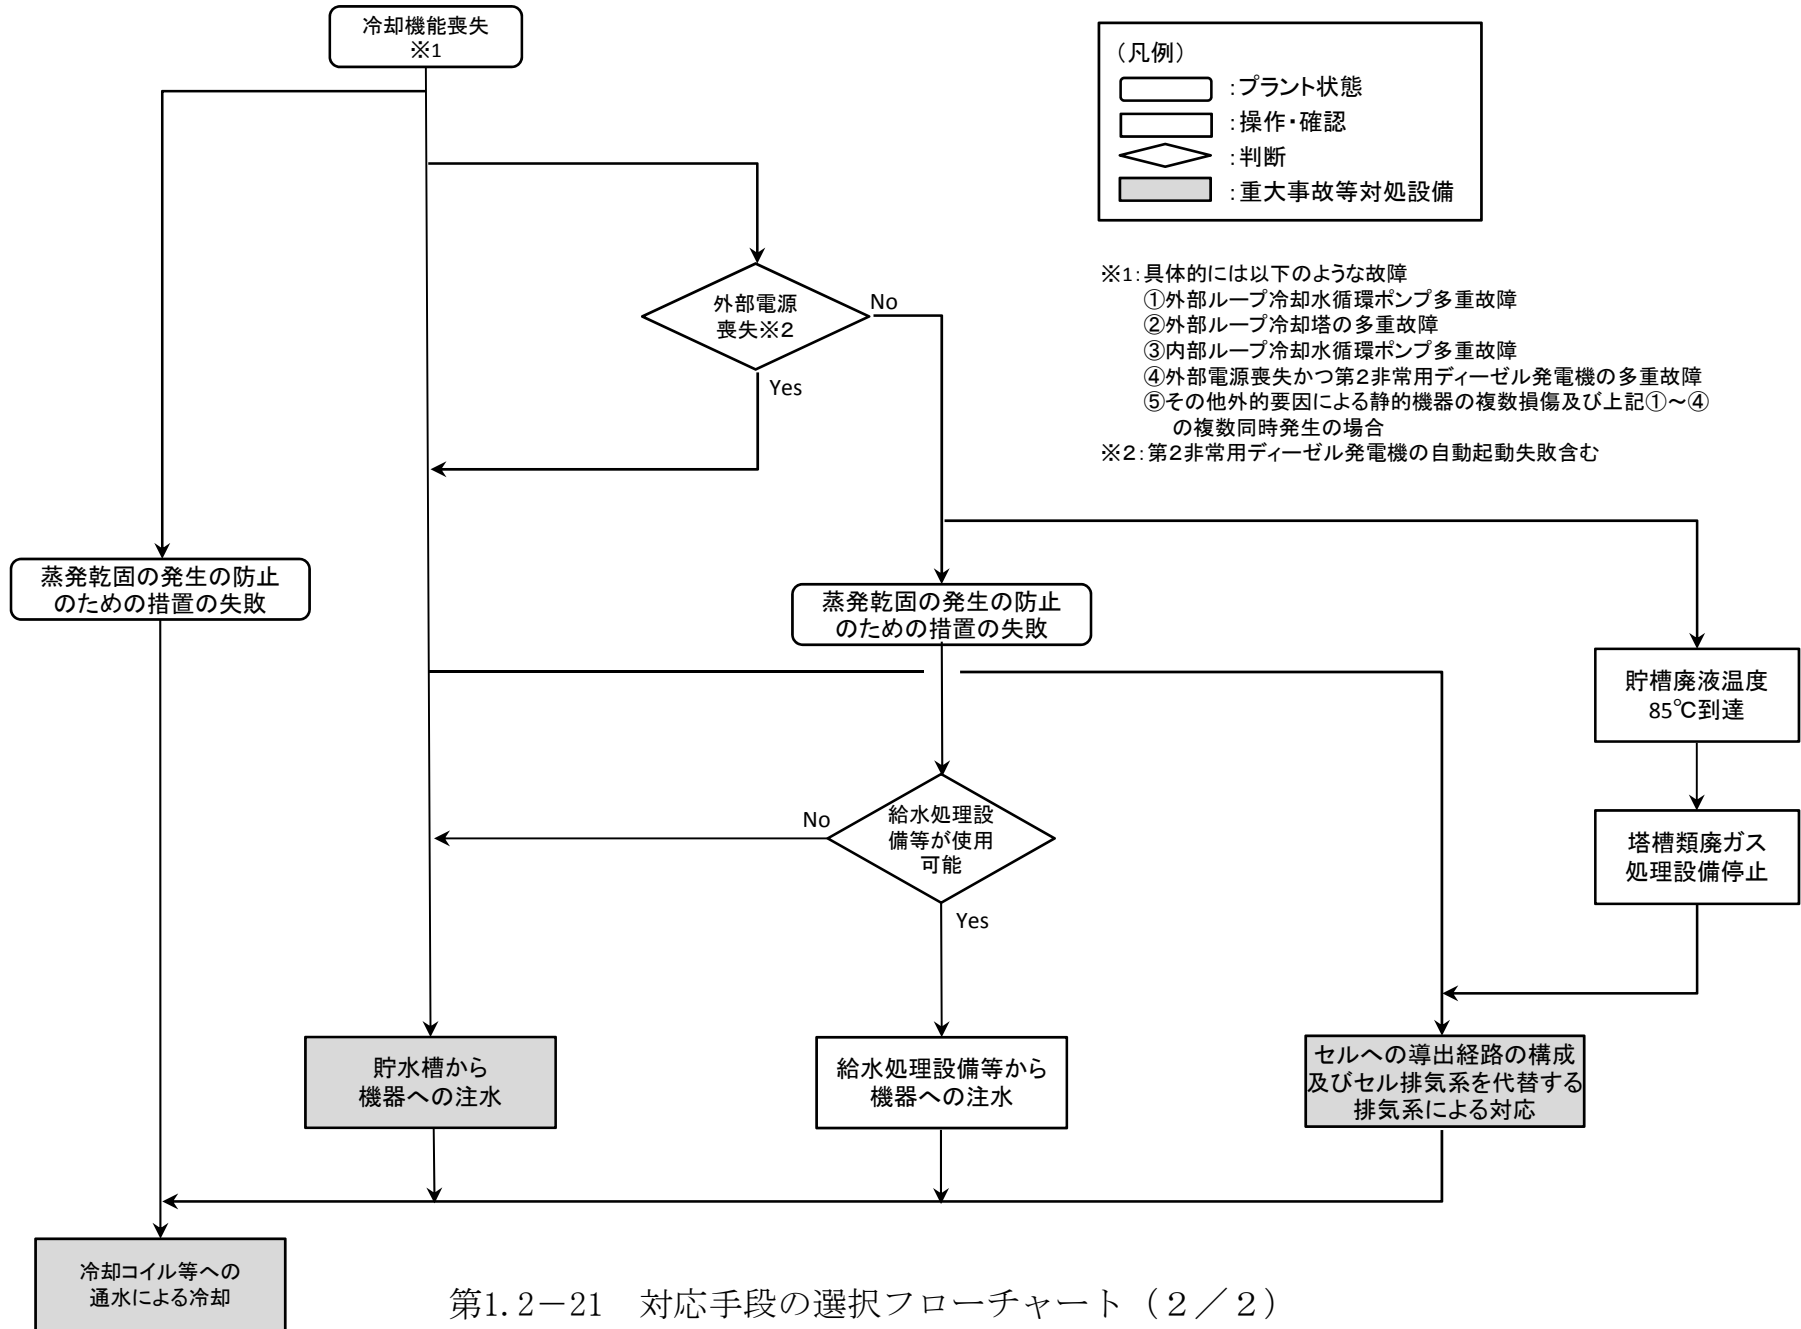 冷却機能喪失
※1
(凡例)
:プラント状態
:操作・確認
:判断
:重大事故等対処設備
※1:具体的には以下のような故障
①外部ループ冷却水循環ポンプ多重故障
②外部ループ冷却塔の多重故障
③内部ループ冷却水循環ポンプ多重故障
④外部電源喪失かつ第2非常用ディーゼル発電機の多重故障
⑤その他外的要因による静的機器の複数損傷及び上記①~④
の複数同時発生の場合
※2:第2非常用ディーゼル発電機の自動起動失敗含む
外部電源
喪失※2
No
Yes
蒸発乾固の発生の防止
のための措置の失敗
蒸発乾固の発生の防止
のための措置の失敗
貯槽廃液温度
85℃到達
給水処理設
備等が使用
可能
No
Yes
塔槽類廃ガス
処理設備停止
貯水槽から
機器への注水
給水処理設備等から
機器への注水
セルへの導出経路の構成
及びセル排気系を代替する
排気系による対応
冷却コイル等への
通水による冷却
第1.2-21 対応手段の選択フローチャート(2/2)